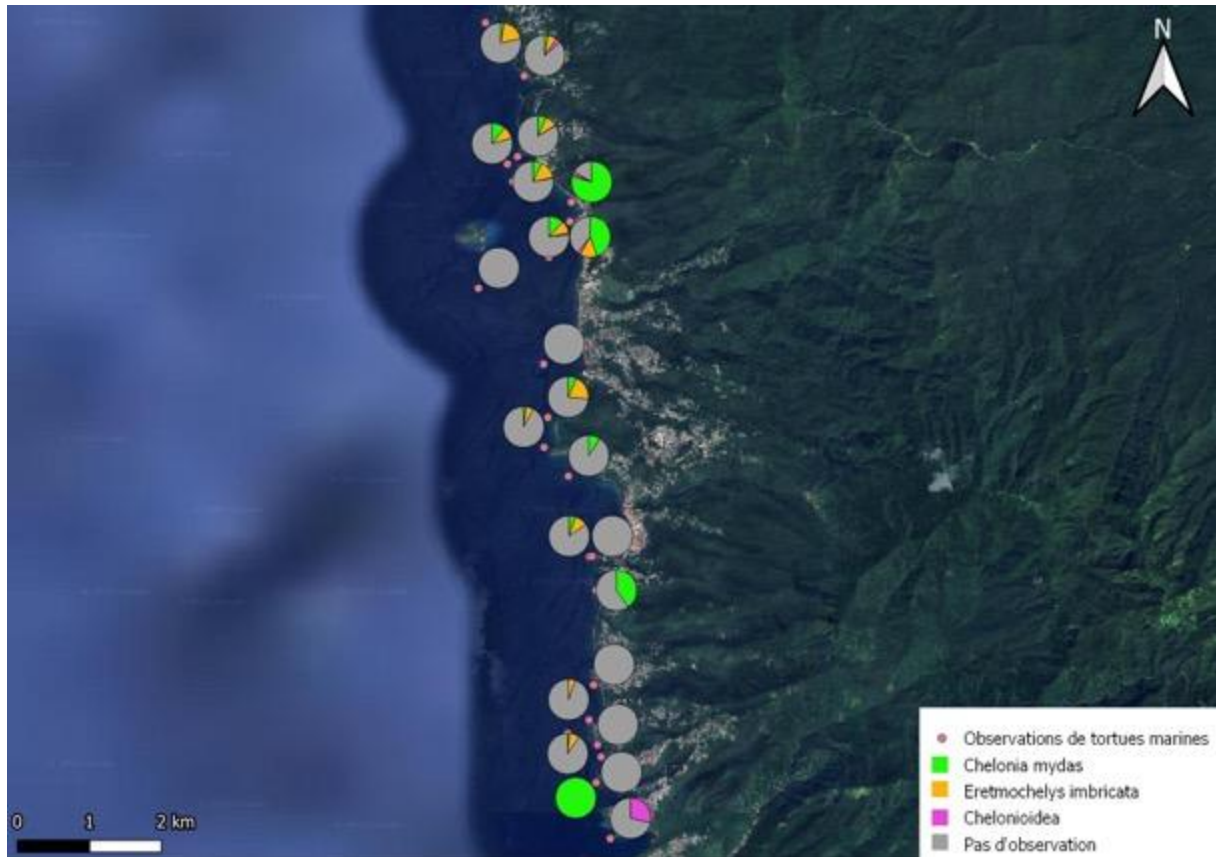 N
Observations de tortues marines
Chelonia mydas
Eretmochelys imbricata
Chelonioidea
Pas d'observation
0 1 2 km